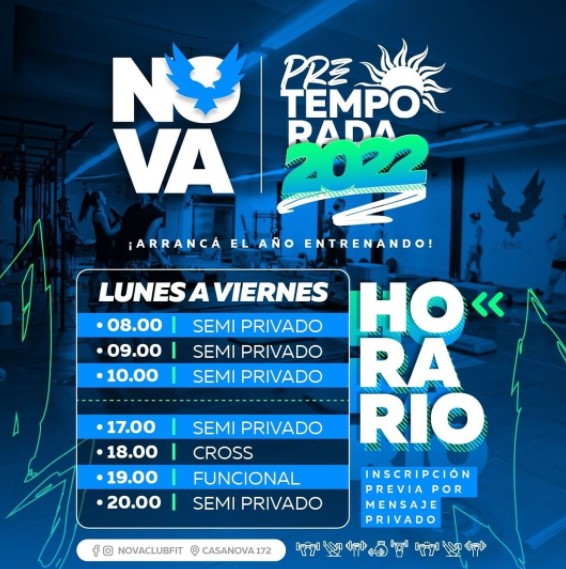 NOVA
PRE
TEMPO
RADA
2022
¡ARRANCÁ EL AÑO ENTRENANDO!
LUNES A VIERNES
• 08.00 | SEMI PRIVADO
• 09.00 | SEMI PRIVADO
• 10.00 | SEMI PRIVADO
• 17.00 | SEMI PRIVADO
• 18.00 | CROSS
• 19.00 | FUNCIONAL
• 20.00 | SEMI PRIVADO
HO
RA
RIO
INSCRIPCIÓN
PREVIA POR
MENSAJE
PRIVADO
NOVACLUBFIT CASANOVA 172